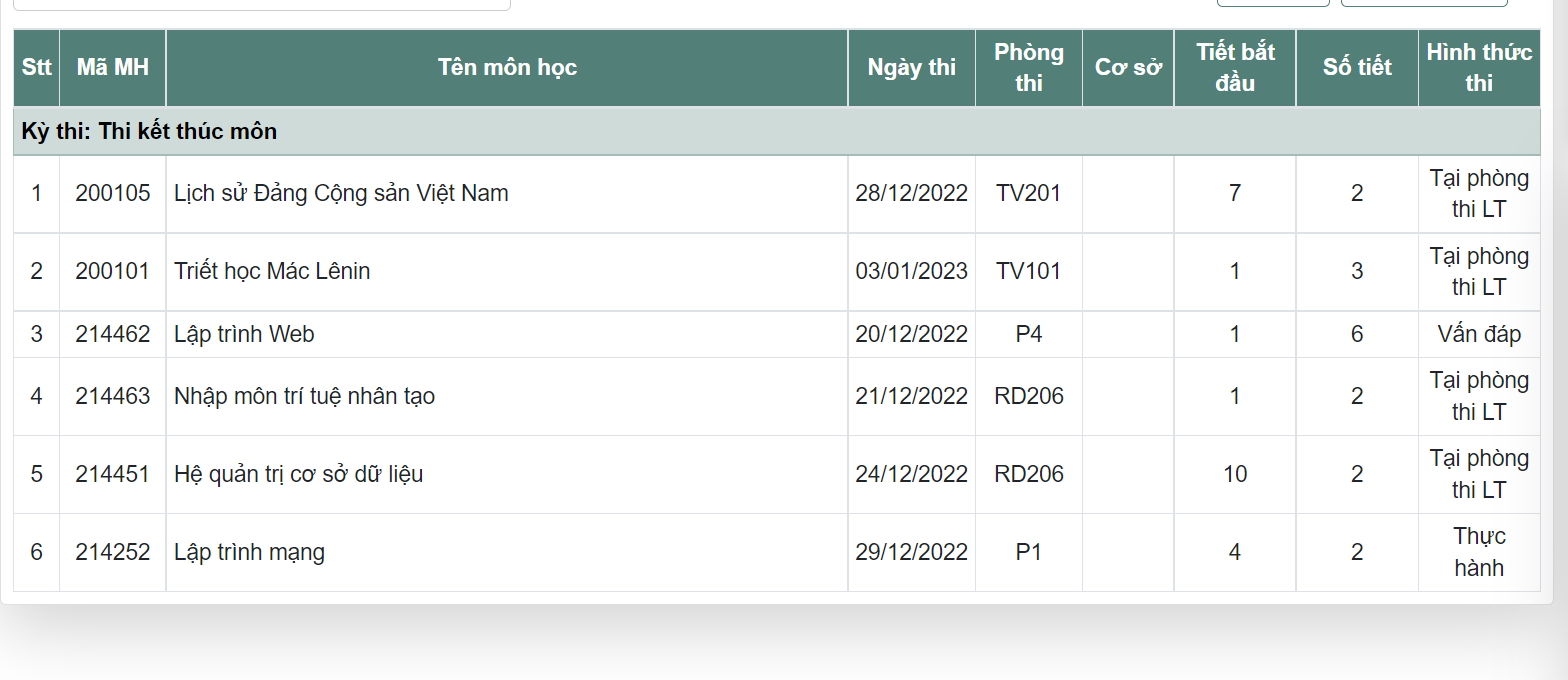 Stt Mã MH Tên môn học Ngày thi Phòng thi Cơ sở Tiết bắt đầu Số tiết Hình thức thi
Kỳ thi: Thi kết thúc môn
1 200105 Lịch sử Đảng Cộng sản Việt Nam 28/12/2022 TV201 7 2 Tại phòng thi LT
2 200101 Triết học Mác Lênin 03/01/2023 TV101 1 3 Tại phòng thi LT
3 214462 Lập trình Web 20/12/2022 P4 1 6 Vấn đáp
4 214463 Nhập môn trí tuệ nhân tạo 21/12/2022 RD206 1 2 Tại phòng thi LT
5 214451 Hệ quản trị cơ sở dữ liệu 24/12/2022 RD206 10 2 Tại phòng thi LT
6 214252 Lập trình mạng 29/12/2022 P1 4 2 Thực hành